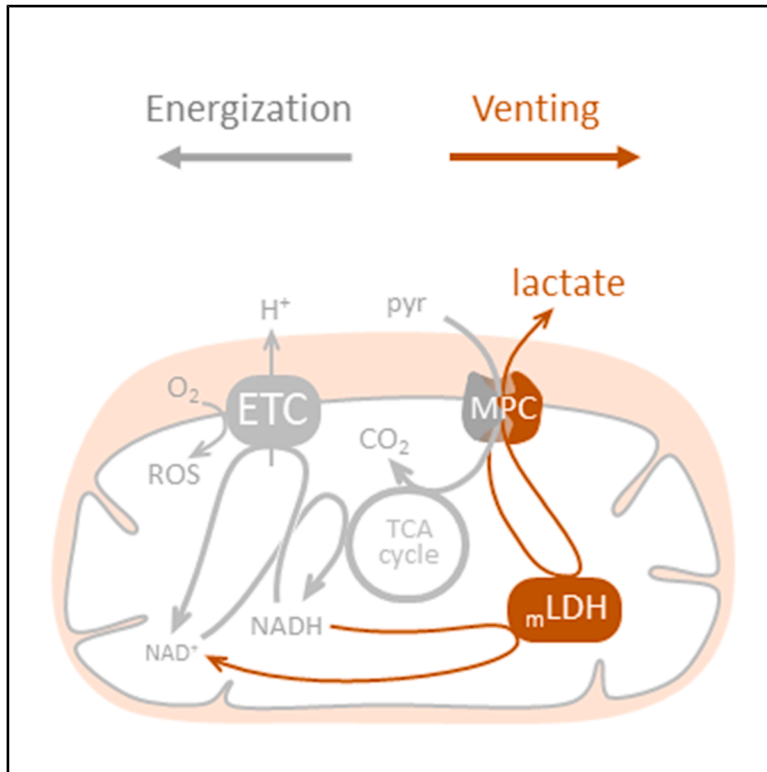 Energization
Venting
lactate
pyr
H⁺
O₂
ETC
MPC
ROS
CO₂
TCA
cycle
mLDH
NADH
NAD⁺